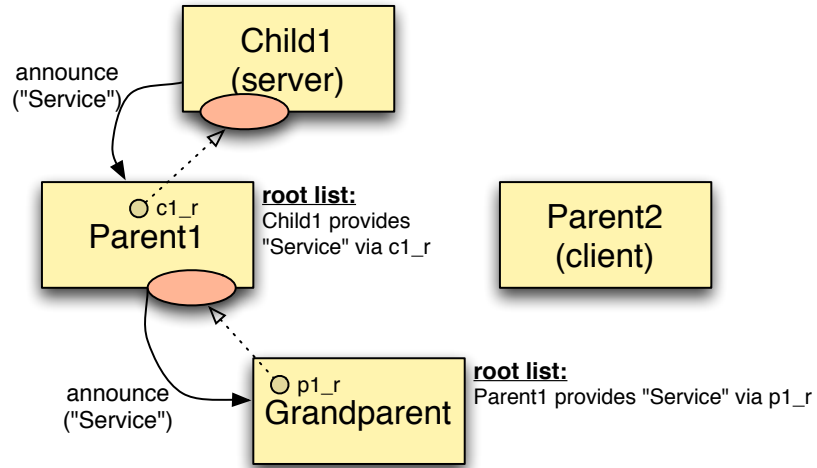 Child1
(server)
announce
("Service")
c1_r
Parent1
root list:
Child1 provides
"Service" via c1_r
Parent2
(client)
announce
("Service")
p1_r
Grandparent
root list:
Parent1 provides "Service" via p1_r